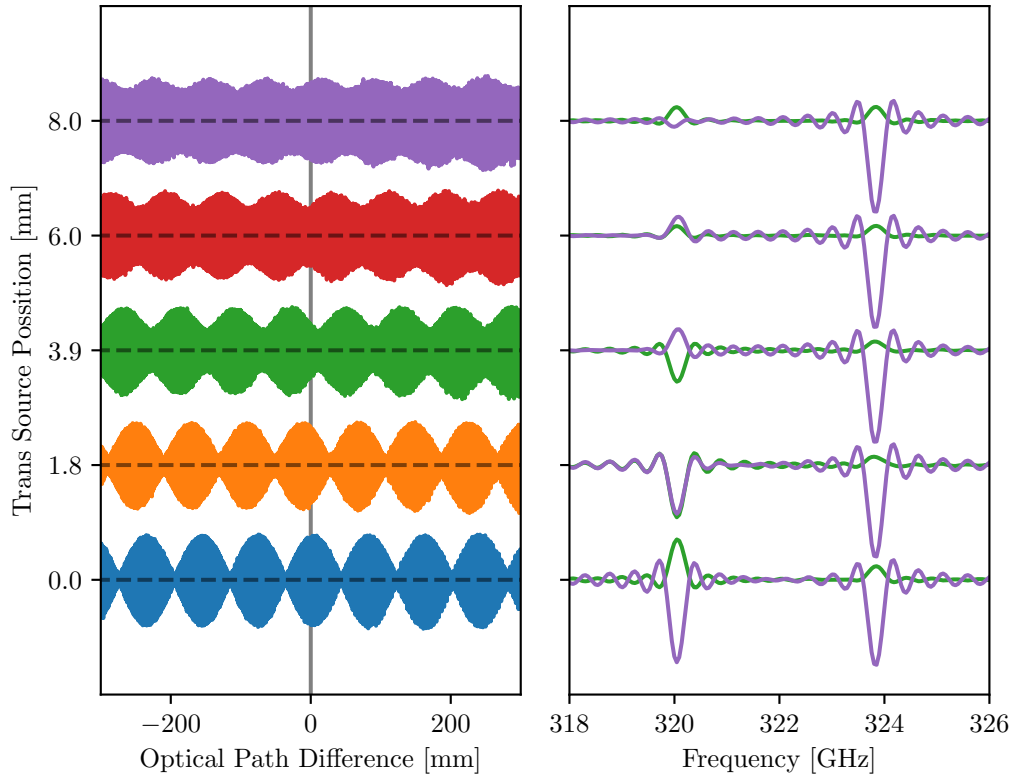 Trans Source Possition [mm]
8.0
6.0
3.9
1.8
0.0
−200 0 200
Optical Path Difference [mm]
318 320 322 324 326
Frequency [GHz]